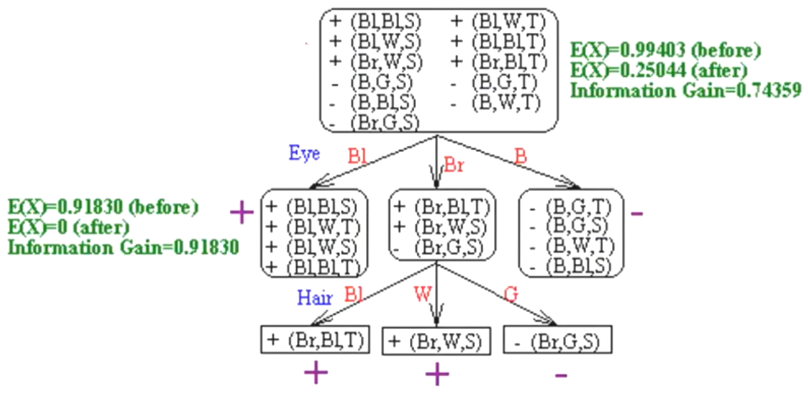 + (Bl,Bl,S) + (Bl,W,T)
+ (Bl,W,S) + (Bl,Bl,T)
+ (Br,W,S) + (Br,Bl,T)
- (B,G,S) - (B,G,T)
- (B,Bl,S) - (B,W,T)
- (Br,G,S)
E(X)=0.99403 (before)
E(X)=0.25044 (after)
Information Gain=0.74359
Eye Bl Br B
E(X)=0.91830 (before)
E(X)=0 (after)
Information Gain=0.91830
+
+ (Bl,Bl,S)
+ (Bl,W,T)
+ (Bl,W,S)
+ (Bl,Bl,T)
+ (Br,Bl,T)
+ (Br,W,S)
- (Br,G,S)
- (B,G,T)
- (B,G,S)
- (B,W,T)
- (B,Bl,S)
-
Hair Bl W G
+ (Br,Bl,T)
+ (Br,W,S)
- (Br,G,S)
+ + -